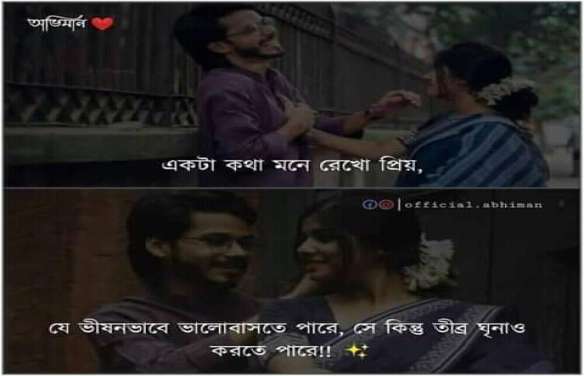 অভিমান ❤️
একটা কথা মনে রেখো প্রিয়,
official.abhiman
যে ভীষনভাবে ভালোবাসতে পারে, সে কিন্তু তীব্র ঘৃনাও
করতে পারে!! ✨